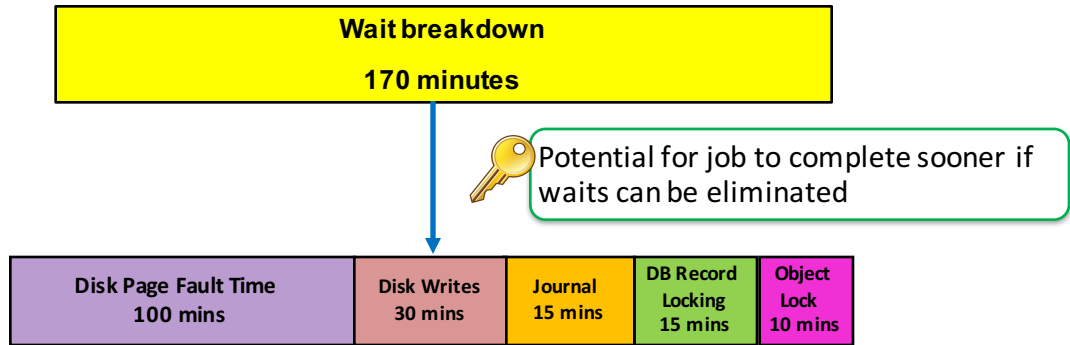 Wait breakdown
170 minutes
Potential for job to complete sooner if
waits can be eliminated
Disk Page Fault Time
100 mins
Disk Writes
30 mins
Journal
15 mins
DB Record
Locking
15 mins
Object
Lock
10 mins